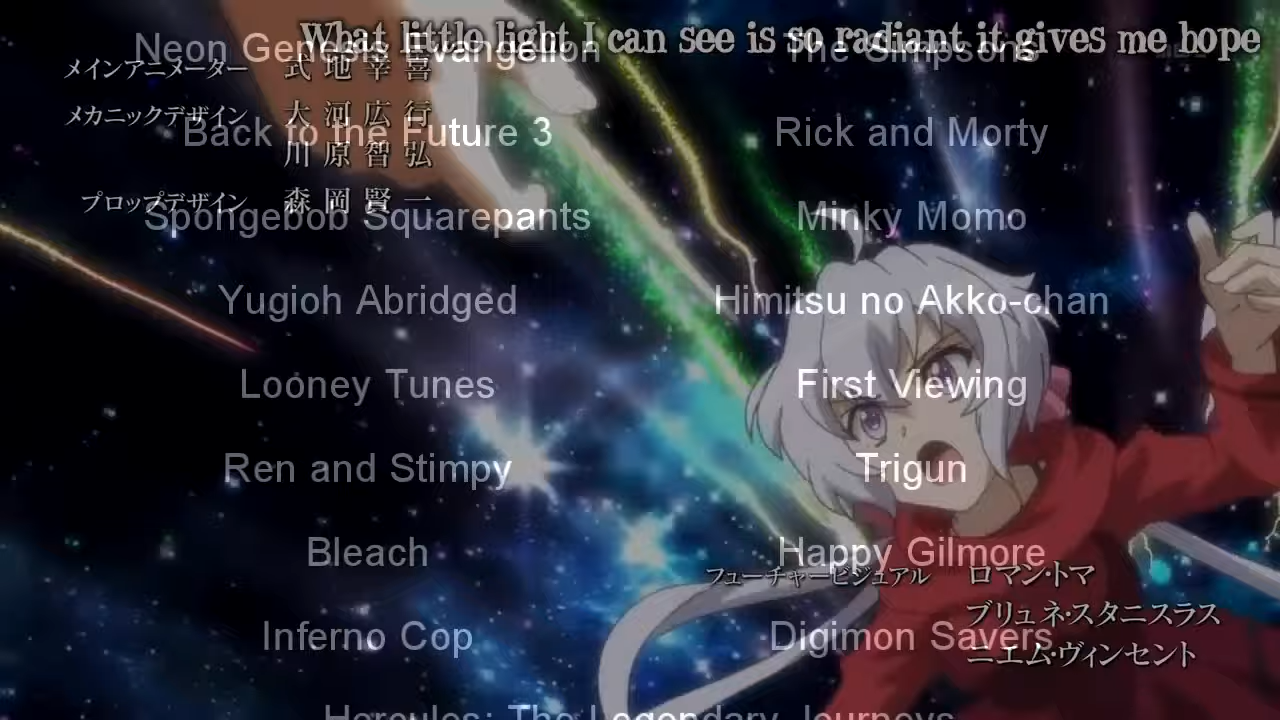 What little light I can see is so radiant it gives me hope
Neon Genesis Evangelion
The Simpsons
メインアニメーター 式地幸喜
メカニックデザイン 大河広行
Back to the Future 3
Rick and Morty
川原智弘
プロップデザイン 森岡賢一
Spongebob Squarepants
Minky Momo
Yugioh Abridged
Himitsu no Akko-chan
Looney Tunes
First Viewing
Ren and Stimpy
Trigun
Bleach
Happy Gilmore
フューチャービジュアル ロマン・トマ
ブリュネ・スタニスラス
Inferno Cop
Digimon Savers
ニエム・ヴィンセント
Hercules: The Legendary Journeys